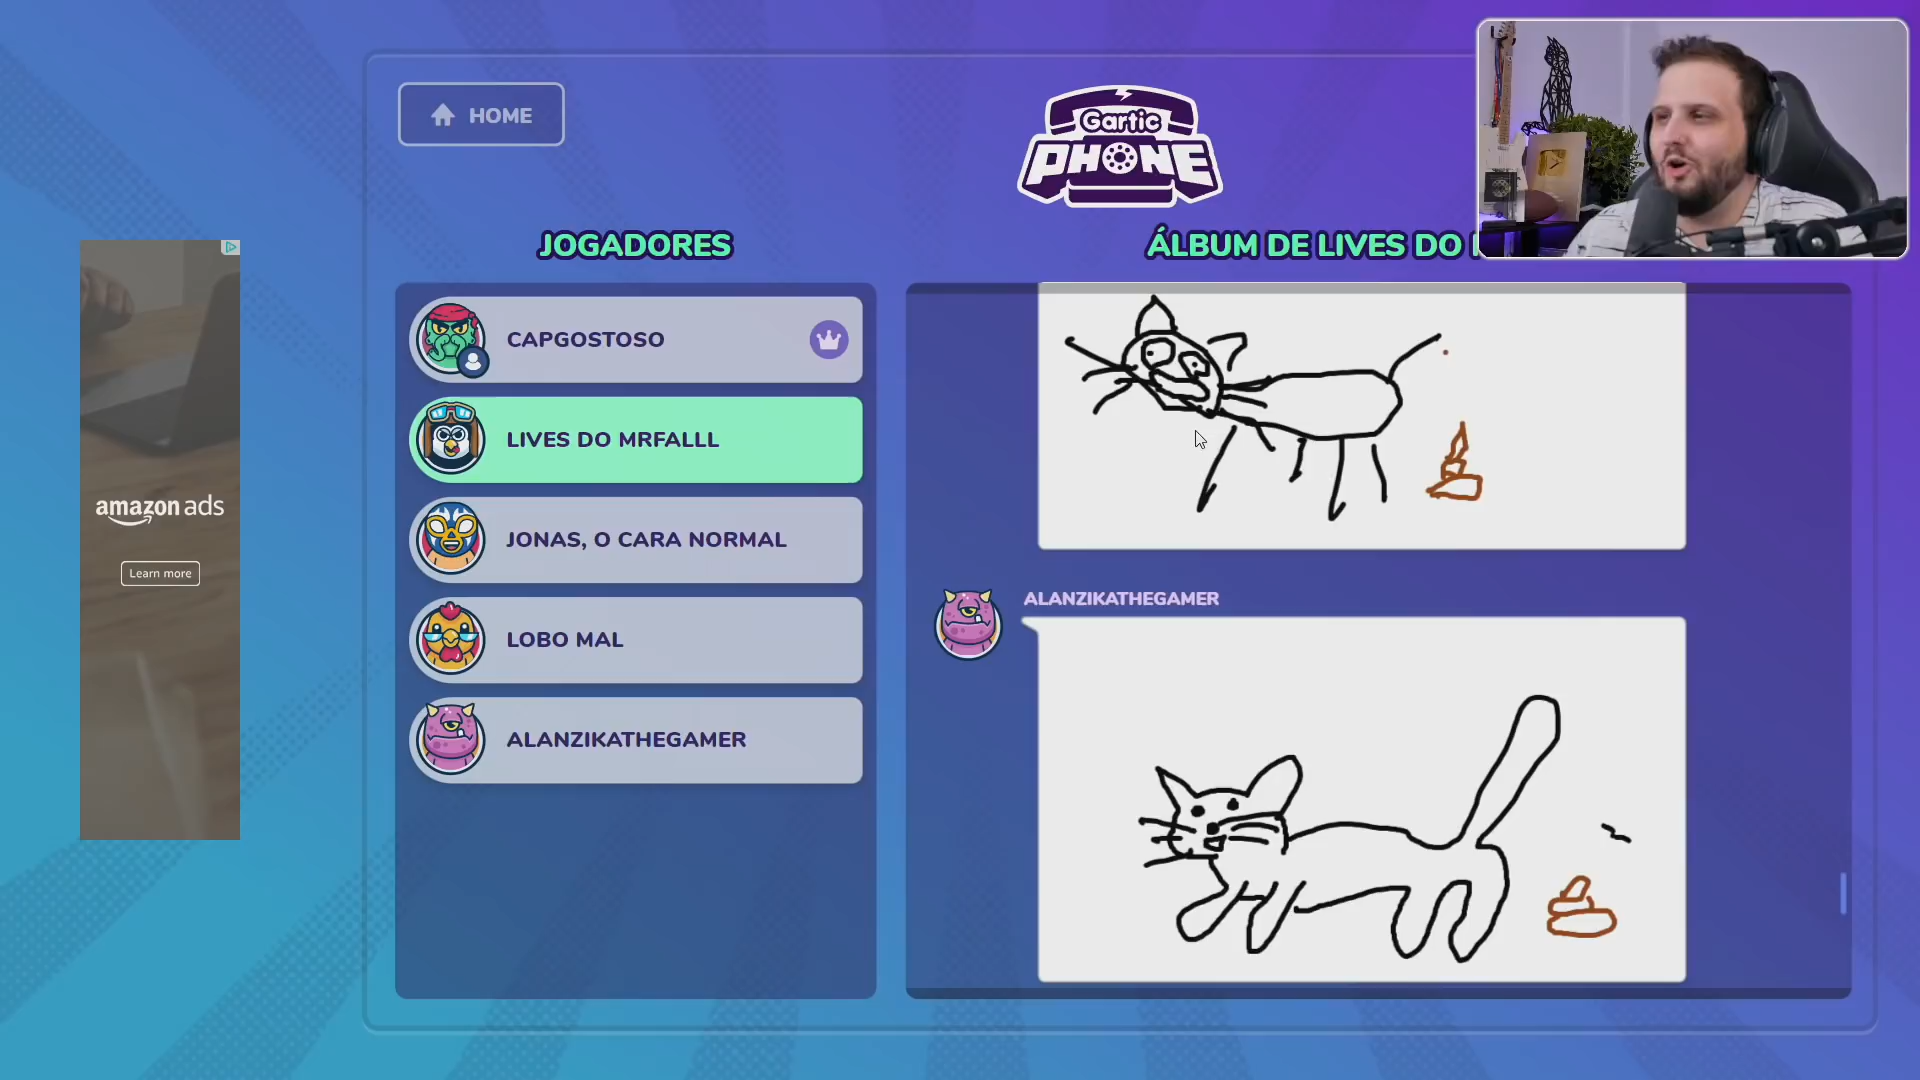 HOME
Gartic
PHONE
JOGADORES
ÁLBUM DE LIVES DO
CAPGOSTOSO
LIVES DO MRFALLL
JONAS, O CARA NORMAL
LOBO MAL
ALANZIKATHEGAMER
ALANZIKATHEGAMER
amazon ads
Learn more